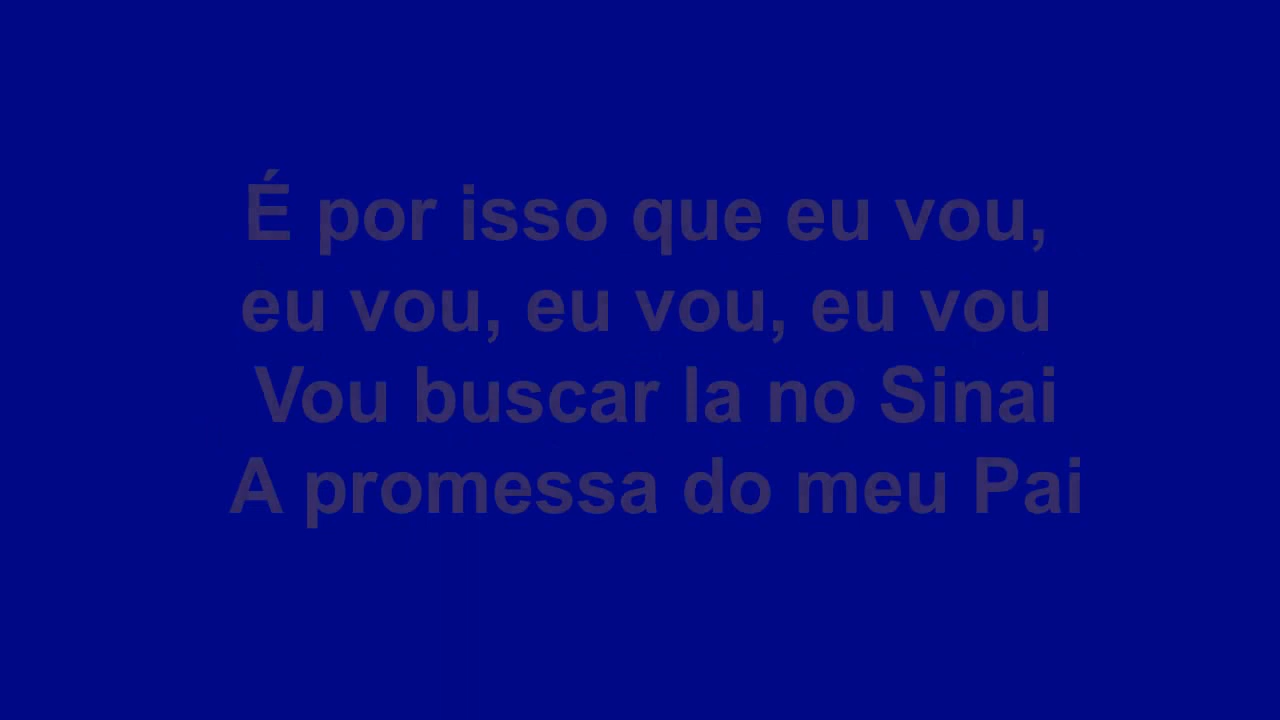 É por isso que eu vou,
eu vou, eu vou, eu vou
Vou buscar la no Sinai
A promessa do meu Pai